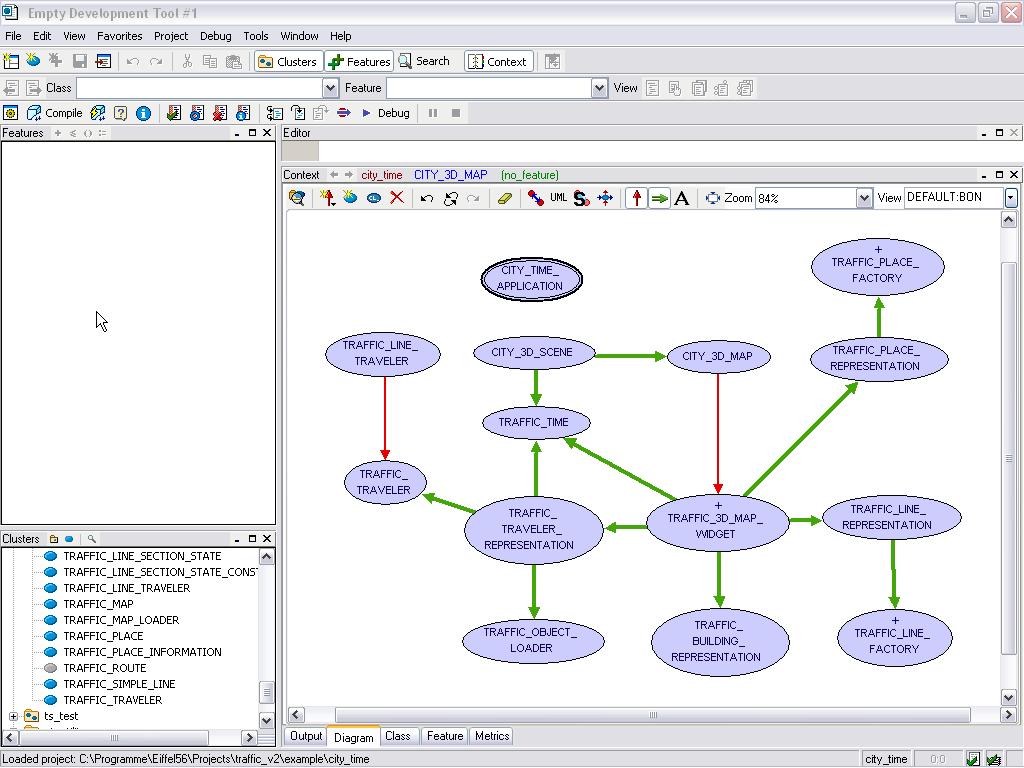 Empty Development Tool #1
File Edit View Favorites Project Debug Tools Window Help
Clusters Features Search Context
Class Feature View
Compile Debug
Features
Editor
Context city_time CITY_3D_MAP (no_feature)
CL UML S A Zoom 84% View DEFAULT:BON
CITY_TIME_
APPLICATION
+
TRAFFIC_PLACE_
FACTORY
TRAFFIC_LINE_
TRAVELER
CITY_3D_SCENE
CITY_3D_MAP
TRAFFIC_PLACE_
REPRESENTATION
TRAFFIC_TIME
TRAFFIC_
TRAVELER
TRAFFIC_
TRAVELER_
REPRESENTATION
+
TRAFFIC_3D_MAP_
WIDGET
TRAFFIC_LINE_
REPRESENTATION
TRAFFIC_OBJECT_
LOADER
TRAFFIC_
BUILDING_
REPRESENTATION
+
TRAFFIC_LINE_
FACTORY
Clusters
TRAFFIC_LINE_SECTION_STATE
TRAFFIC_LINE_SECTION_STATE_CONST
TRAFFIC_LINE_TRAVELER
TRAFFIC_MAP
TRAFFIC_MAP_LOADER
TRAFFIC_PLACE
TRAFFIC_PLACE_INFORMATION
TRAFFIC_ROUTE
TRAFFIC_SIMPLE_LINE
TRAFFIC_TRAVELER
ts_test
Output Diagram Class Feature Metrics
Loaded project: C:\Programme\Eiffel56\Projects\traffic_v2\example\city_time
city_time 0:0